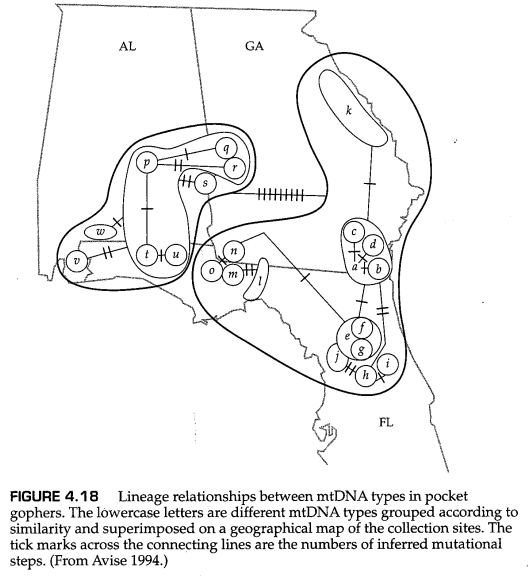 AL
GA
k
q
p
r
s
w
c
d
a
b
v
t
u
n
o
m
l
e
f
g
j
i
h
FL
FIGURE 4.18 Lineage relationships between mtDNA types in pocket
gophers. The lowercase letters are different mtDNA types grouped according to
similarity and superimposed on a geographical map of the collection sites. The
tick marks across the connecting lines are the numbers of inferred mutational
steps. (From Avise 1994.)